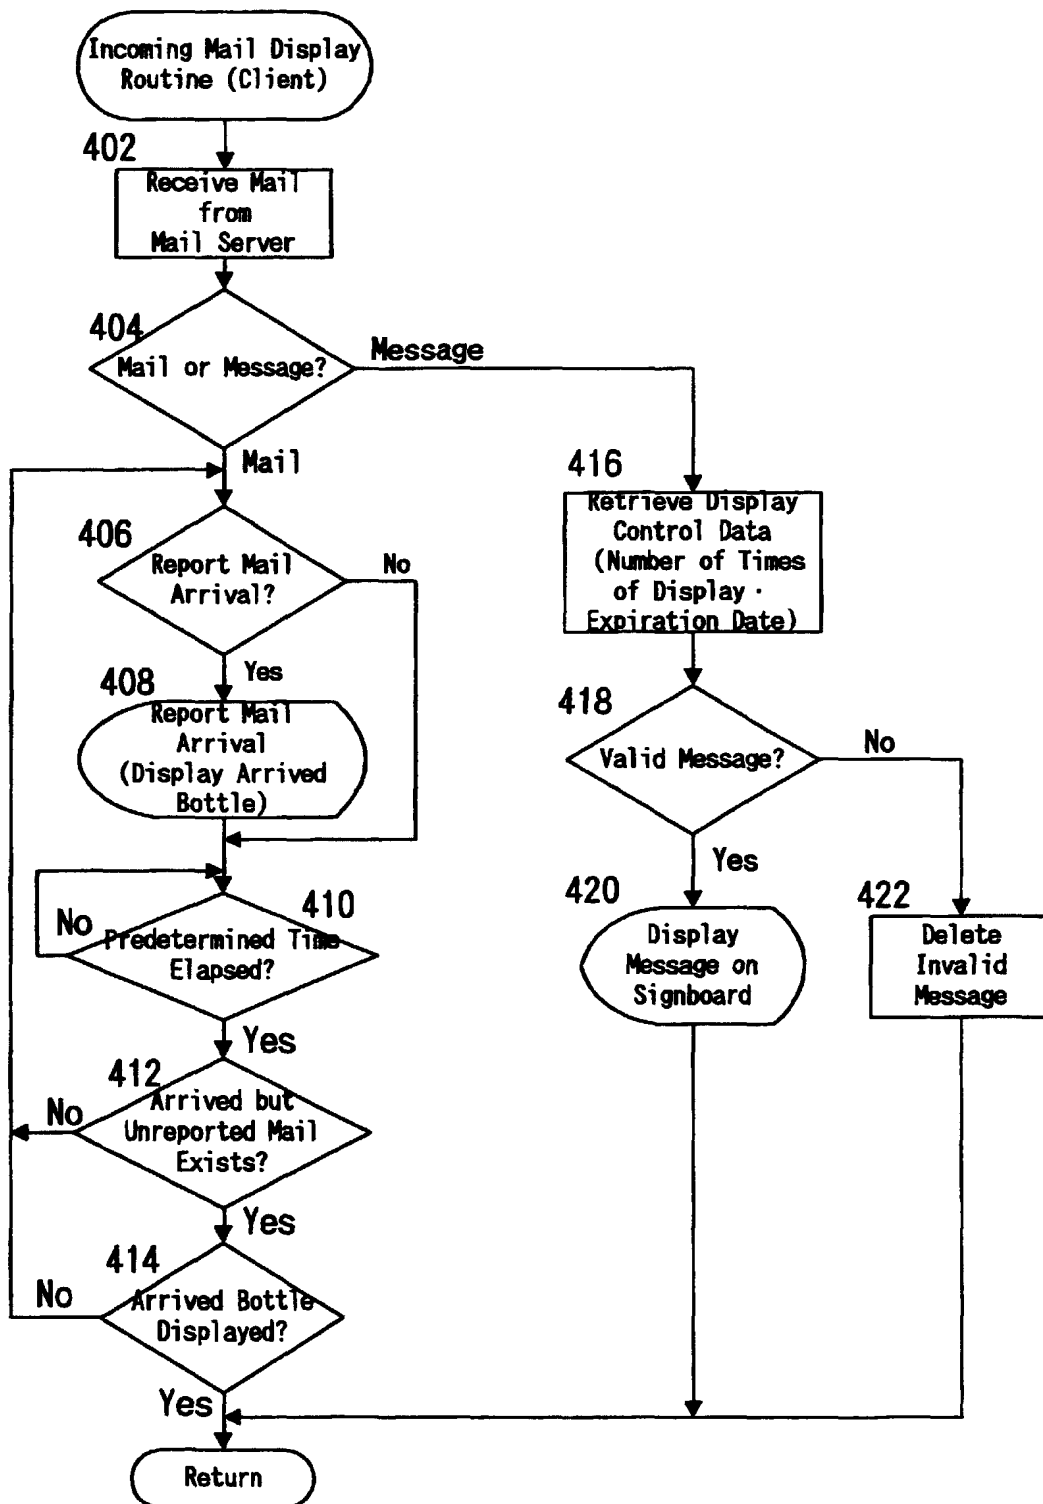 Incoming Mail Display
Routine (Client)
402
Receive Mail
from
Mail Server
404
Mail or Message?
Message
Mail
406
Report Mail
Arrival?
No
Yes
408
Report Mail
Arrival
(Display Arrived
Bottle)
410
No
Predetermined Time
Elapsed?
Yes
412
No
Arrived but
Unreported Mail
Exists?
Yes
414
No
Arrived Bottle
Displayed?
Yes
Return
416
Retrieve Display
Control Data
(Number of Times
of Display ·
Expiration Date)
418
Valid Message?
No
Yes
420
Display
Message on
Signboard
422
Delete
Invalid
Message